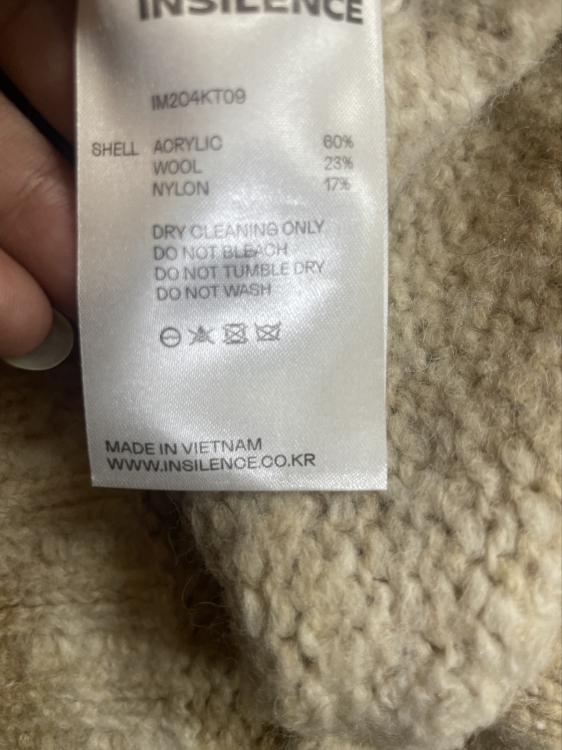 INSILENCE
IM204KT09
SHELL ACRYLIC 60%
WOOL 23%
NYLON 17%
DRY CLEANING ONLY
DO NOT BLEACH
DO NOT TUMBLE DRY
DO NOT WASH
MADE IN VIETNAM
WWW.INSILENCE.CO.KR